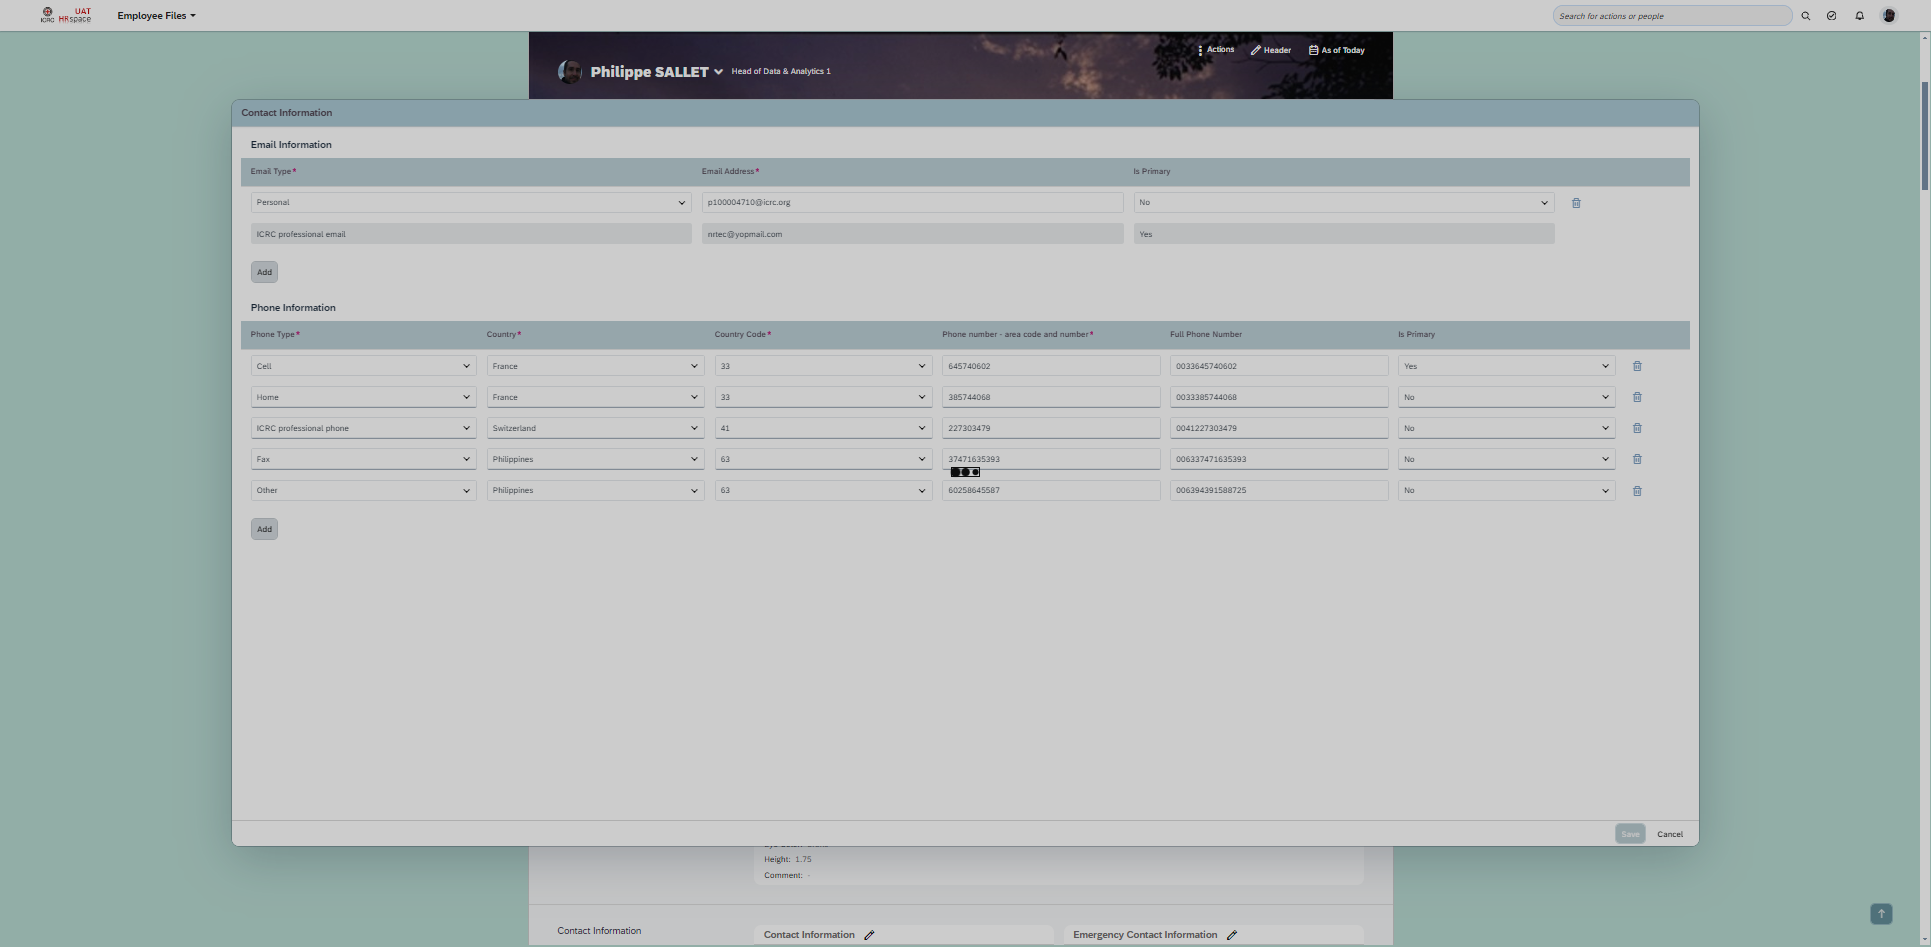 ICRC UAT HRspace
Employee Files
Search for actions or people
Actions Header As of Today
Philippe SALLET Head of Data & Analytics 1
Contact Information
Email Information
Email Type* Email Address* Is Primary
Personal p100004710@icrc.org No
ICRC professional email nrtec@yopmail.com Yes
Add
Phone Information
Phone Type* Country* Country Code* Phone number - area code and number* Full Phone Number Is Primary
Cell France 33 645740602 0033645740602 Yes
Home France 33 385744068 0033385744068 No
ICRC professional phone Switzerland 41 227303479 0041227303479 No
Fax Philippines 63 37471635393 006337471635393 No
Other Philippines 63 60258645587 006394391588725 No
Add
Save Cancel
Height: 1.75
Comment: -
Contact Information
Contact Information Emergency Contact Information